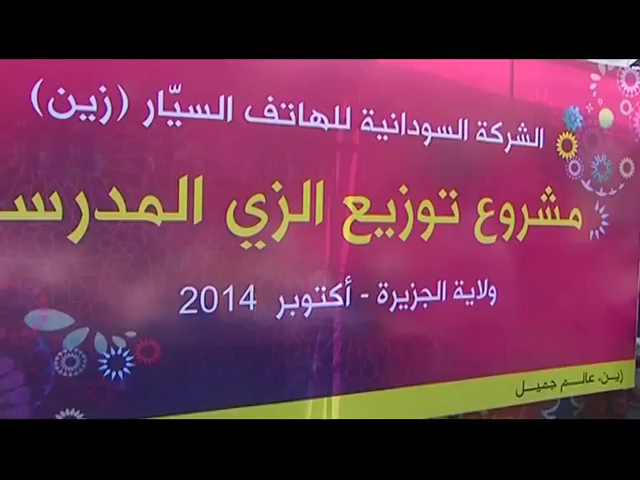 الشركة السودانية للهاتف السيّار (زين)
مشروع توزيع الزي المدرس
ولاية الجزيرة - أكتوبر 2014
زين، عالم جميل